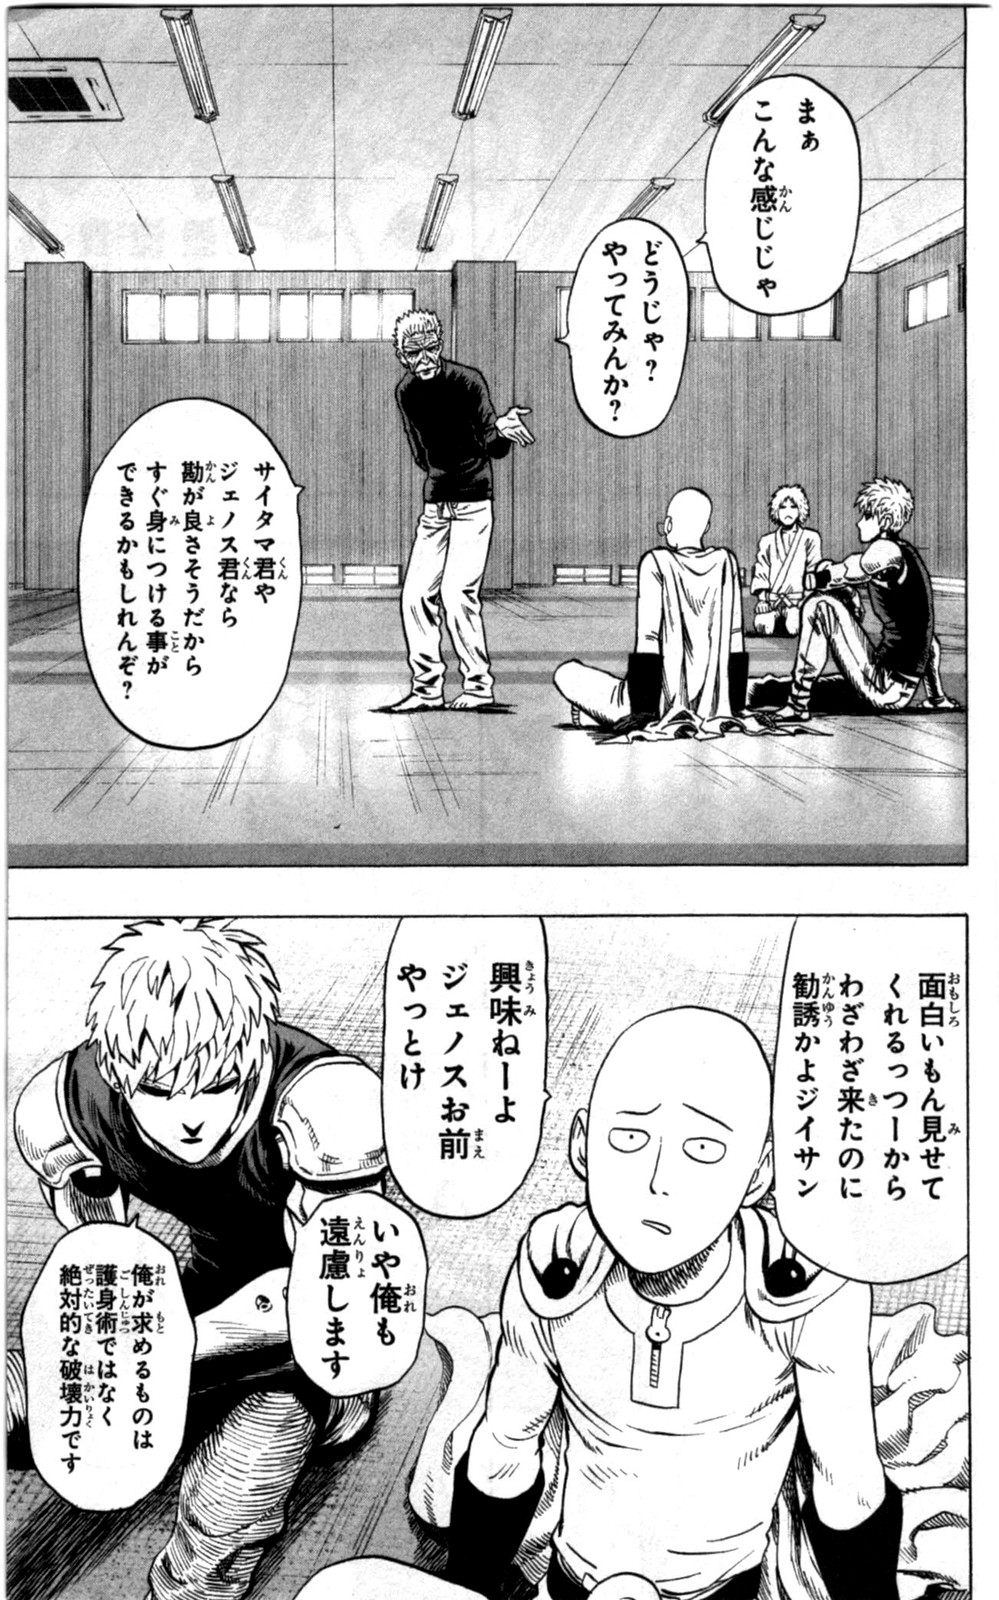 まぁ
こんな感じじゃ
どうじゃ?
やってみんか?
サイタマ君や
ジェノス君なら
勘が良さそうだから
すぐ身につける事が
できるかもしれんぞ?
面白いもん見せて
くれるっつーから
わざわざ来たのに
勧誘かよジイサン
興味ねーよ
ジェノスお前
やっとけ
いや俺も
遠慮します
俺が求めるものは
護身術ではなく
絶対的な破壊力です